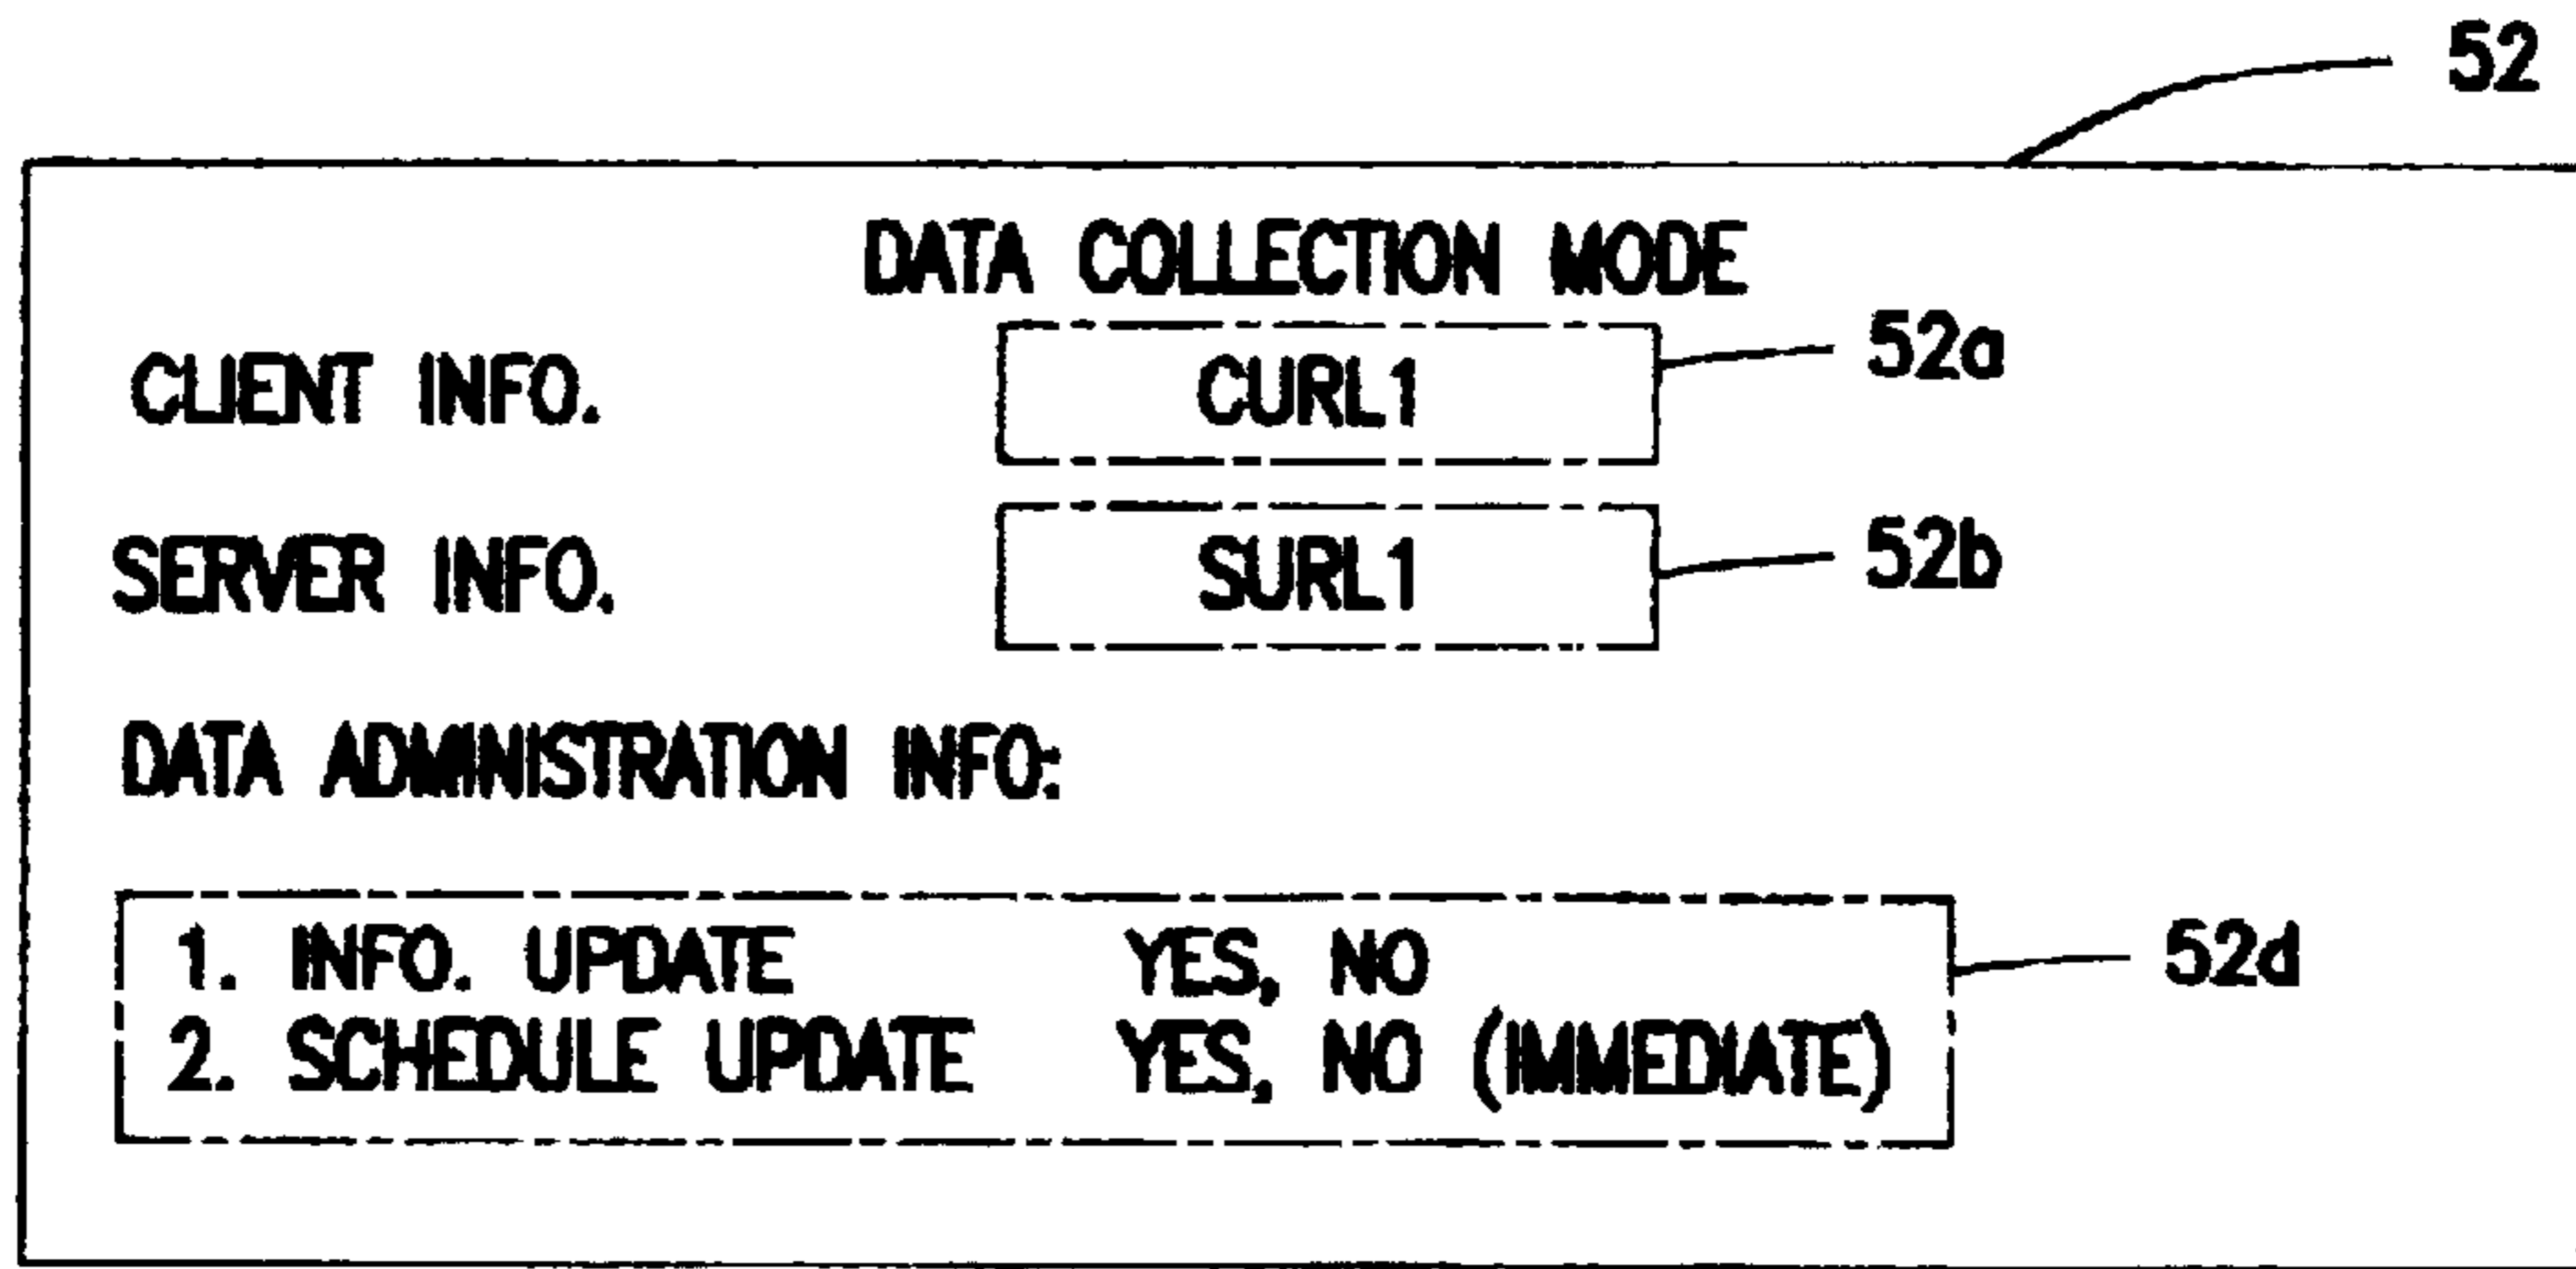 52
DATA COLLECTION MODE
CLIENT INFO. CURL1 52a
SERVER INFO. SURL1 52b
DATA ADMINISTRATION INFO:
1. INFO. UPDATE YES, NO 52d
2. SCHEDULE UPDATE YES, NO (IMMEDIATE)